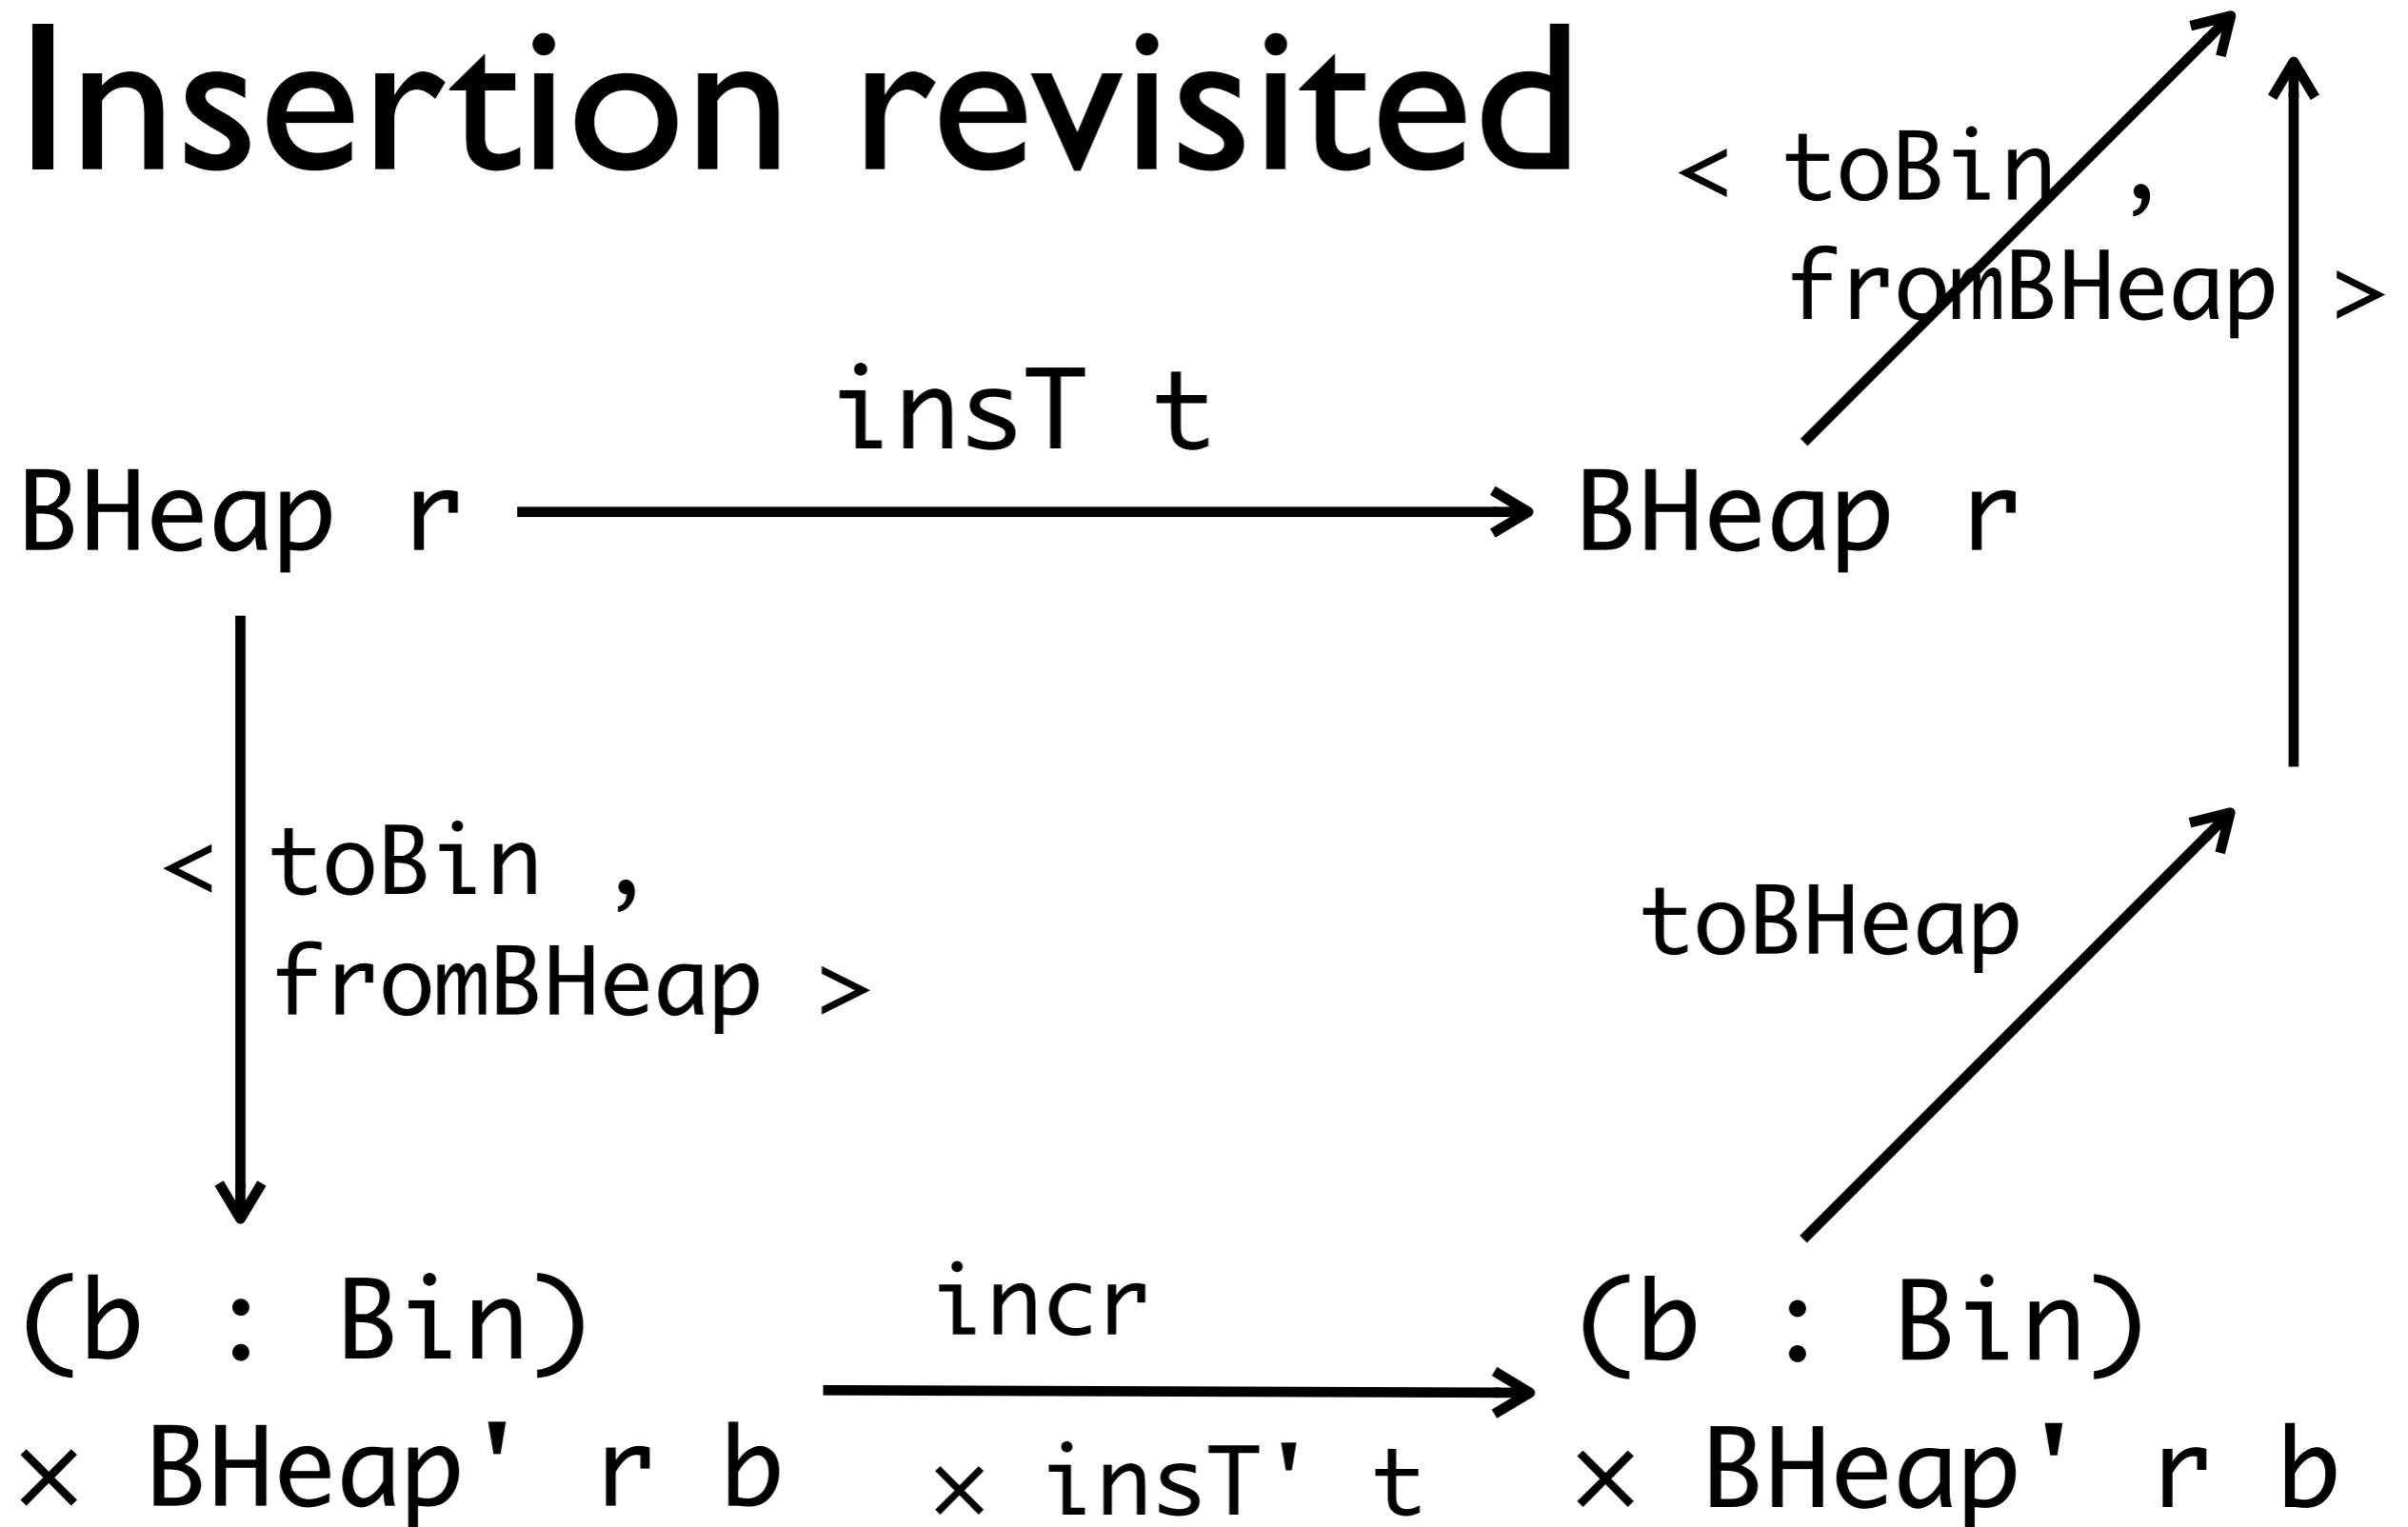 Insertion revisited
< toBin ,
fromBHeap >
insT t
BHeap r
BHeap r
< toBin ,
fromBHeap >
toBHeap
(b : Bin)
× BHeap' r b
incr
× insT' t
(b : Bin)
× BHeap' r b